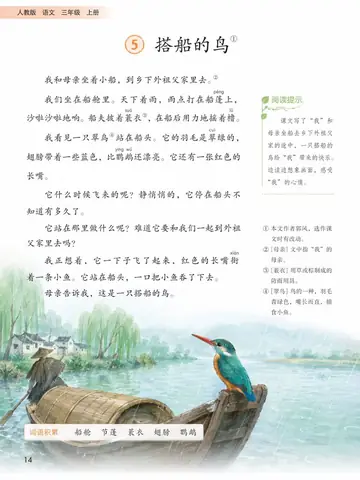 人教版 语文 三年级 上册
5 搭船的鸟①
我和母亲坐着小船，到乡下外祖父家里去。②
péng
我们坐在船舱里。天下着雨，雨点打在船篷上，
suō lǔ
沙啦沙啦地响。船夫披着蓑衣③，在船后用力地摇着橹。
我看见一只翠鸟④站在船头。它的羽毛是翠绿的，
yīng wǔ
翅膀带着一些蓝色，比鹦鹉还漂亮。它还有一张红色的
长嘴。
它什么时候飞来的呢？静悄悄的，它停在船头不
知道有多久了。
它站在那里做什么呢？难道它要和我们一起到外祖
父家里去吗？
xián
我正想着，它一下子飞了起来，红色的长嘴衔
着一条小鱼。它站在船头，一口把小鱼吞了下去。
母亲告诉我，这是一只搭船的鸟。
阅读提示
课文写了“我”和
母亲坐船去乡下外祖父
家的途中，一只搭船的
鸟给“我”带来的快乐。
边读边想象画面，感受
“我”的心情。
① 本文作者郭风，选作课
文时有改动。
② [母亲] 文中指“我”的
母亲。
③ [蓑衣] 用草或棕制成的
防雨用具。
④ [翠鸟] 鸟的一种，羽毛
翠绿色，嘴长而直，捕
食小鱼。
词语积累 船舱 节篷 蓑衣 翅膀 鹦鹉
14